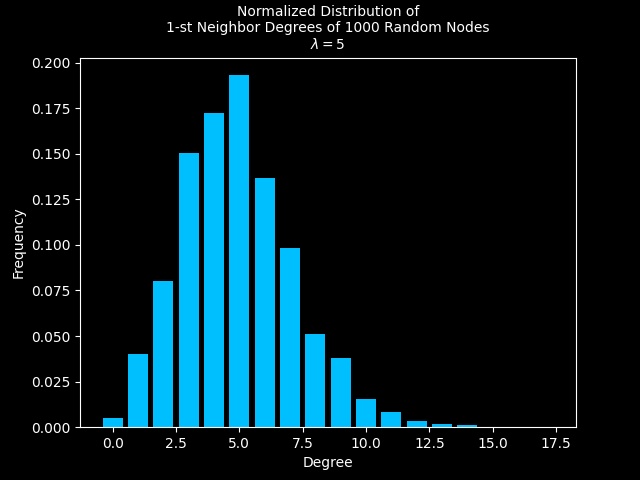 Normalized Distribution of
1-st Neighbor Degrees of 1000 Random Nodes
λ = 5
0.200
0.175
0.150
0.125
0.100
0.075
0.050
0.025
0.000
Frequency
0.0 2.5 5.0 7.5 10.0 12.5 15.0 17.5
Degree